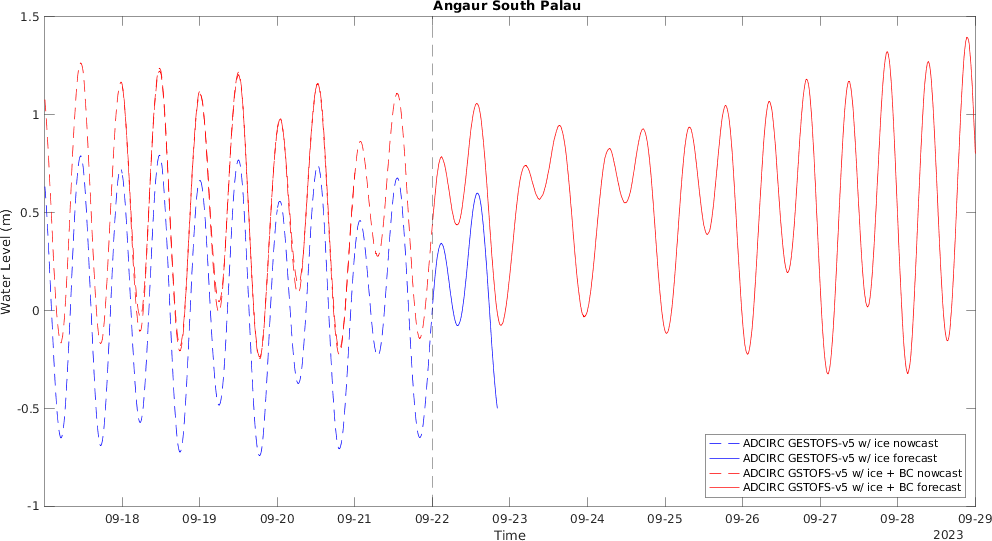 Angaur South Palau
1.5
1
0.5
0
-0.5
-1
Water Level (m)
09-18 09-19 09-20 09-21 09-22 09-23 09-24 09-25 09-26 09-27 09-28 09-29
Time
2023
ADCIRC GESTOFS-v5 w/ ice nowcast
ADCIRC GESTOFS-v5 w/ ice forecast
ADCIRC GSTOFS-v5 w/ ice + BC nowcast
ADCIRC GSTOFS-v5 w/ ice + BC forecast